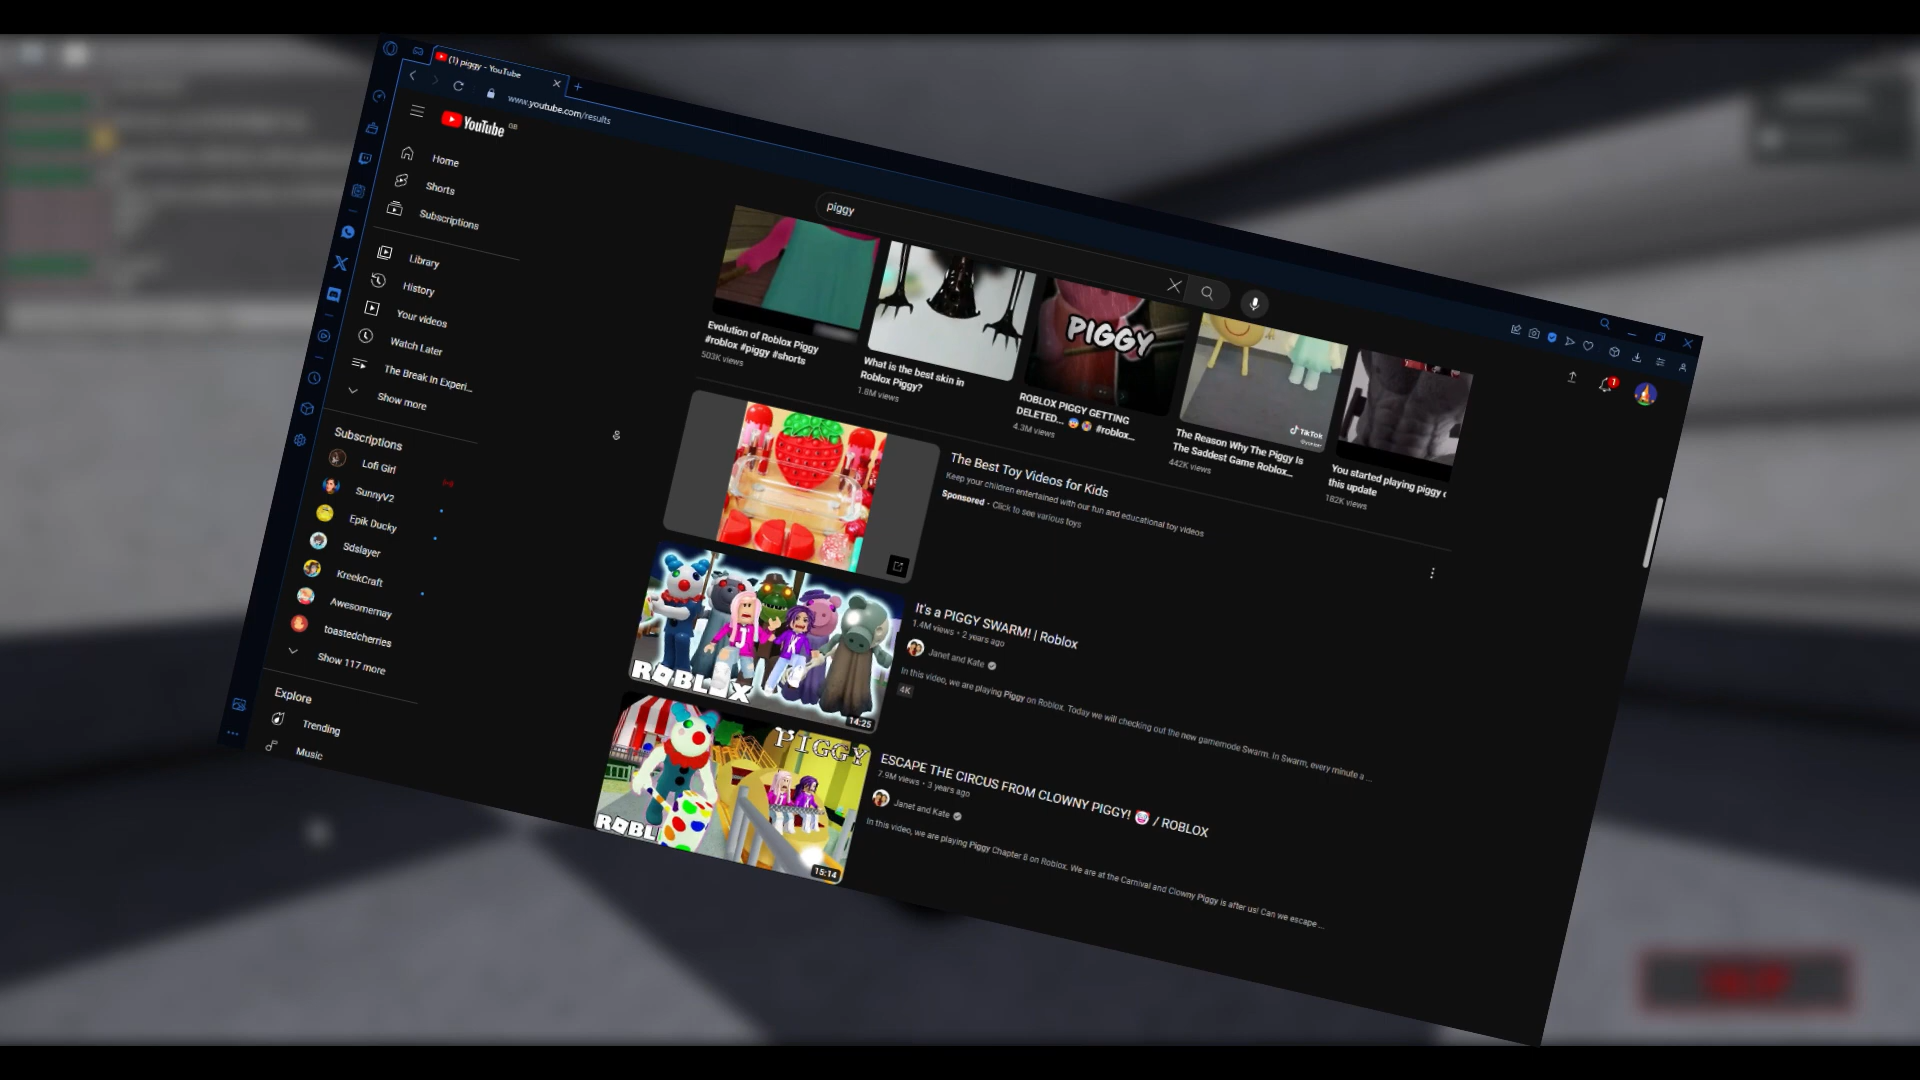 (1) piggy - YouTube
www.youtube.com/results
YouTube GB
piggy
Home
Shorts
Subscriptions
Library
History
Your videos
Watch Later
The Break In Experi...
Show more
Subscriptions
Lofi Girl
SunnyV2
Epik Ducky
Sdslayer
KreekCraft
Awesomemay
toastedcherries
Show 117 more
Explore
Trending
Music
Evolution of Roblox Piggy
#roblox #piggy #shorts
503K views
What is the best skin in
Roblox Piggy?
1.8M views
PIGGY
ROBLOX PIGGY GETTING
DELETED... 😨 #roblox...
4.3M views
TikTok
The Reason Why The Piggy Is
The Saddest Game Roblox...
442K views
You started playing piggy
this update
182K views
1
The Best Toy Videos for Kids
Keep your children entertained with our fun and educational toy videos
Sponsored · Click to see various toys
ROBLOX
14:25
It's a PIGGY SWARM! | Roblox
1.4M views • 2 years ago
Janet and Kate
In this video, we are playing Piggy on Roblox. Today we will checking out the new gamemode Swarm. In Swarm, every minute a ...
4K
PIGGY
ROBL
15:14
ESCAPE THE CIRCUS FROM CLOWNY PIGGY! 🤡 / ROBLOX
7.9M views • 3 years ago
Janet and Kate
In this video, we are playing Piggy Chapter 8 on Roblox. We are at the Carnival and Clowny Piggy is after us! Can we escape ...